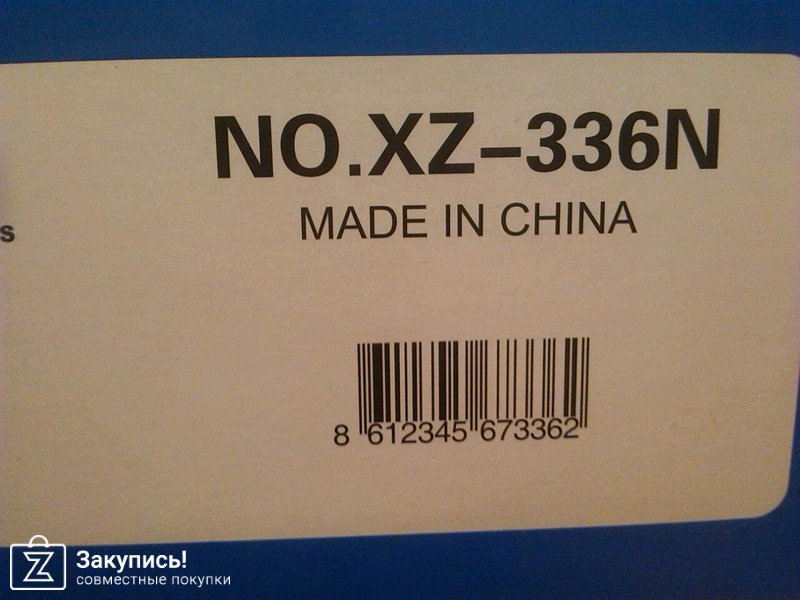 NO.XZ-336N
MADE IN CHINA
s
8 612345 673362
Закупись!
совместные покупки